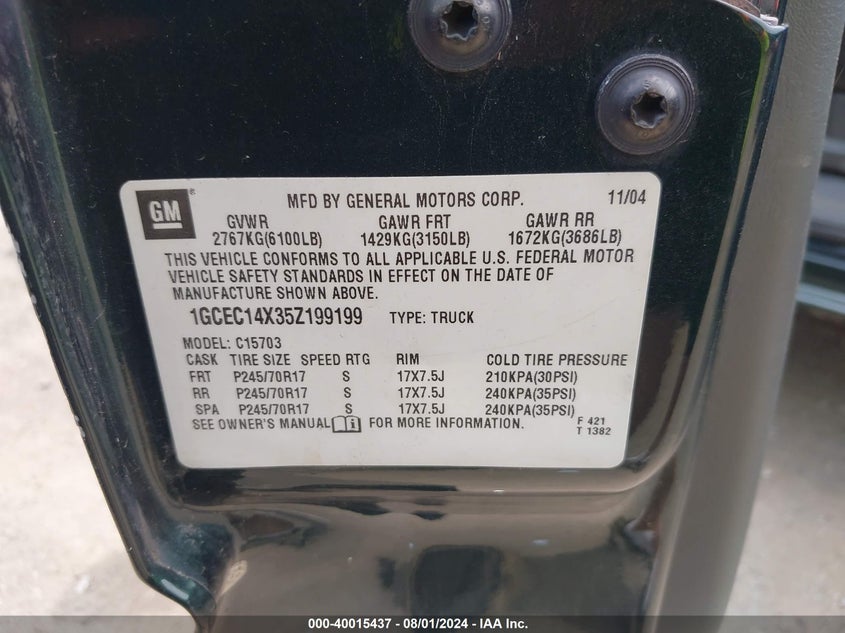 GM
MFD BY GENERAL MOTORS CORP. 11/04
GVWR GAWR FRT GAWR RR
2767KG(6100LB) 1429KG(3150LB) 1672KG(3686LB)
THIS VEHICLE CONFORMS TO ALL APPLICABLE U.S. FEDERAL MOTOR
VEHICLE SAFETY STANDARDS IN EFFECT ON THE DATE OF
MANUFACTURE SHOWN ABOVE.
1GCEC14X35Z199199 TYPE: TRUCK
MODEL: C15703
CASK TIRE SIZE SPEED RTG RIM COLD TIRE PRESSURE
FRT P245/70R17 S 17X7.5J 210KPA(30PSI)
RR P245/70R17 S 17X7.5J 240KPA(35PSI)
SPA P245/70R17 S 17X7.5J 240KPA(35PSI)
SEE OWNER'S MANUAL FOR MORE INFORMATION.
F 421
T 1382
000-40015437 - 08/01/2024 - IAA Inc.